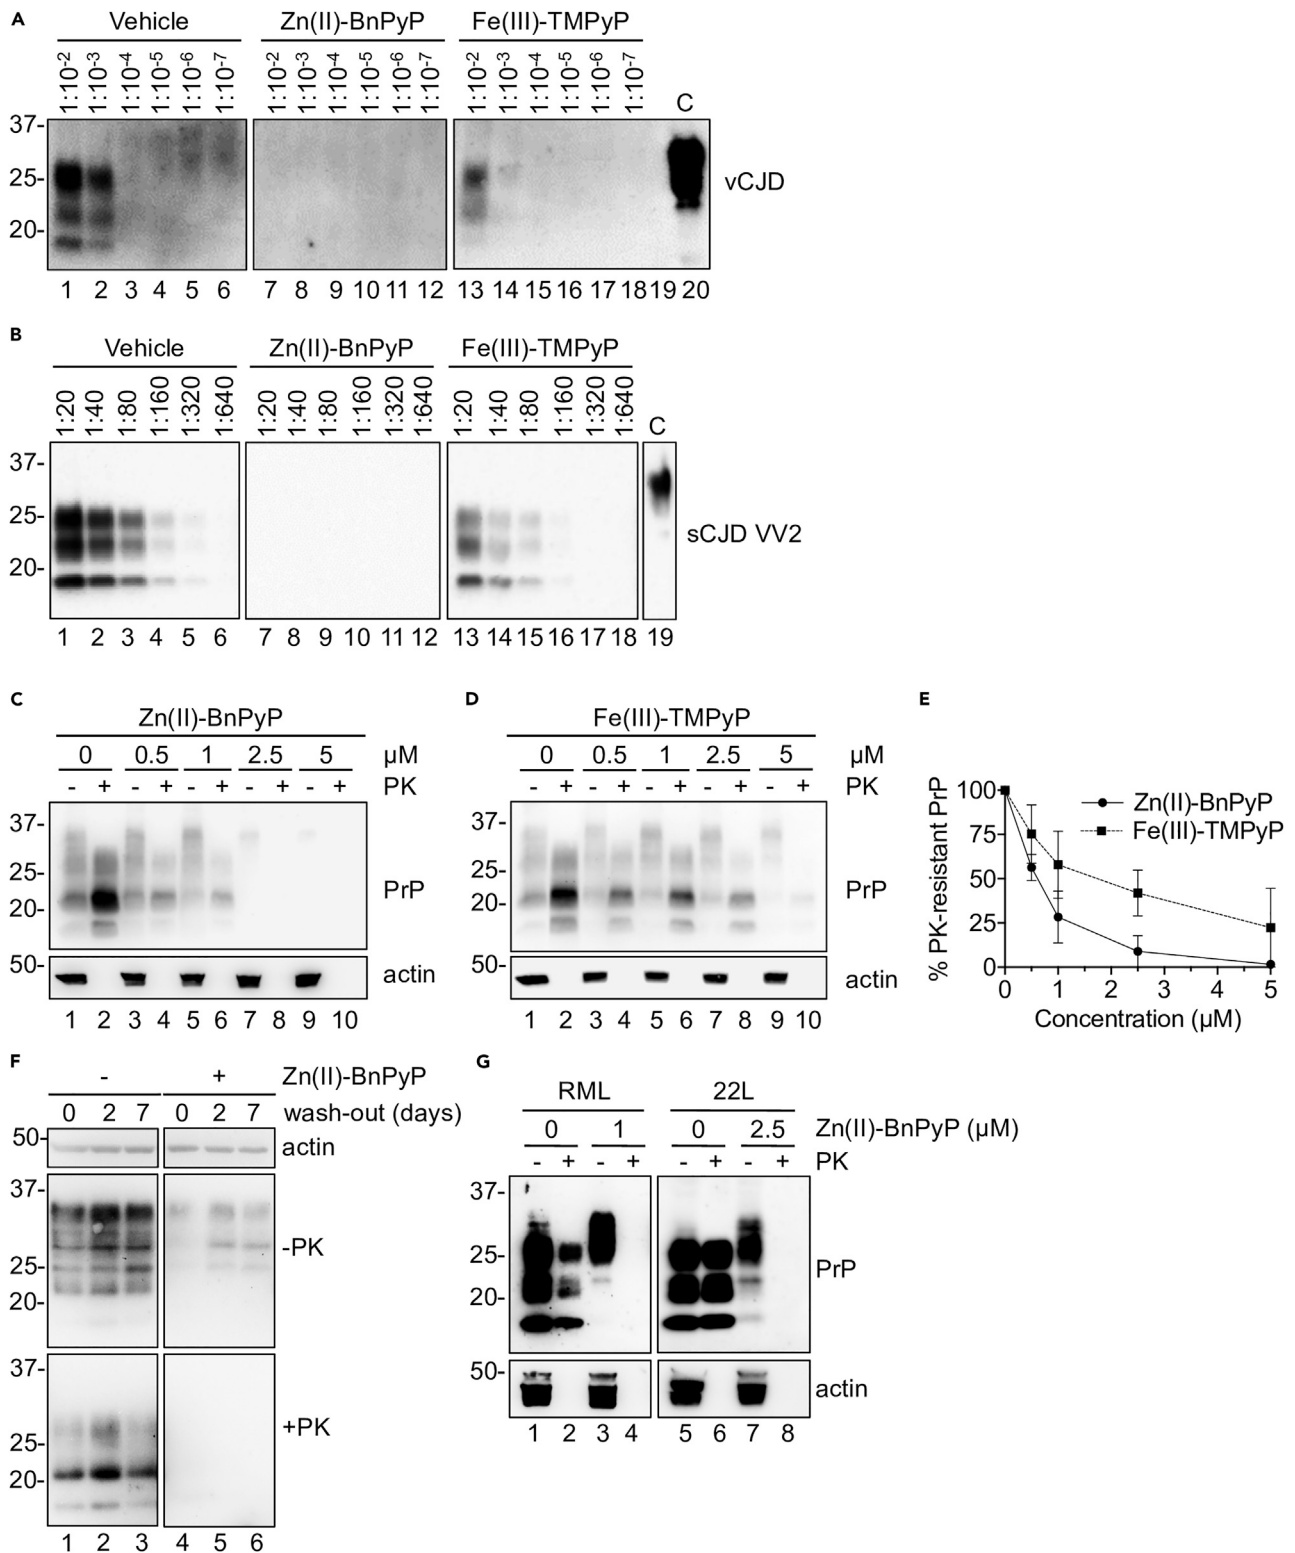 A
Vehicle Zn(II)-BnPyP Fe(III)-TMPyP
1:10-2 1:10-3 1:10-4 1:10-5 1:10-6 1:10-7 1:10-2 1:10-3 1:10-4 1:10-5 1:10-6 1:10-7 1:10-2 1:10-3 1:10-4 1:10-5 1:10-6 1:10-7 C
37-
25- vCJD
20-
1 2 3 4 5 6 7 8 9 10 11 12 13 14 15 16 17 18 19 20
B
Vehicle Zn(II)-BnPyP Fe(III)-TMPyP
1:20 1:40 1:80 1:160 1:320 1:640 1:20 1:40 1:80 1:160 1:320 1:640 1:20 1:40 1:80 1:160 1:320 1:640 C
37-
25- sCJD VV2
20-
1 2 3 4 5 6 7 8 9 10 11 12 13 14 15 16 17 18 19
C
Zn(II)-BnPyP
0 0.5 1 2.5 5 µM
- + - + - + - + - + PK
37-
25- PrP
20-
50- actin
1 2 3 4 5 6 7 8 9 10
D
Fe(III)-TMPyP
0 0.5 1 2.5 5 µM
- + - + - + - + - + PK
37-
25- PrP
20-
50- actin
1 2 3 4 5 6 7 8 9 10
E
% PK-resistant PrP
100
75
50
25
0
Zn(II)-BnPyP
Fe(III)-TMPyP
0 1 2 3 4 5
Concentration (µM)
F
- + Zn(II)-BnPyP
0 2 7 0 2 7 wash-out (days)
50- actin
37-
25- -PK
20-
37-
25- +PK
20-
1 2 3 4 5 6
G
RML 22L
0 1 0 2.5 Zn(II)-BnPyP (µM)
- + - + - + - + PK
37-
25- PrP
20-
50- actin
1 2 3 4 5 6 7 8